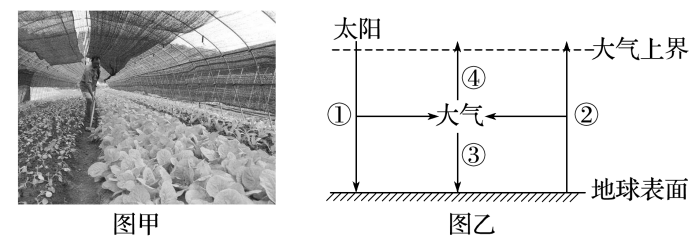 太阳
大气上界
④
①
大气
②
③
地球表面
图甲
图乙